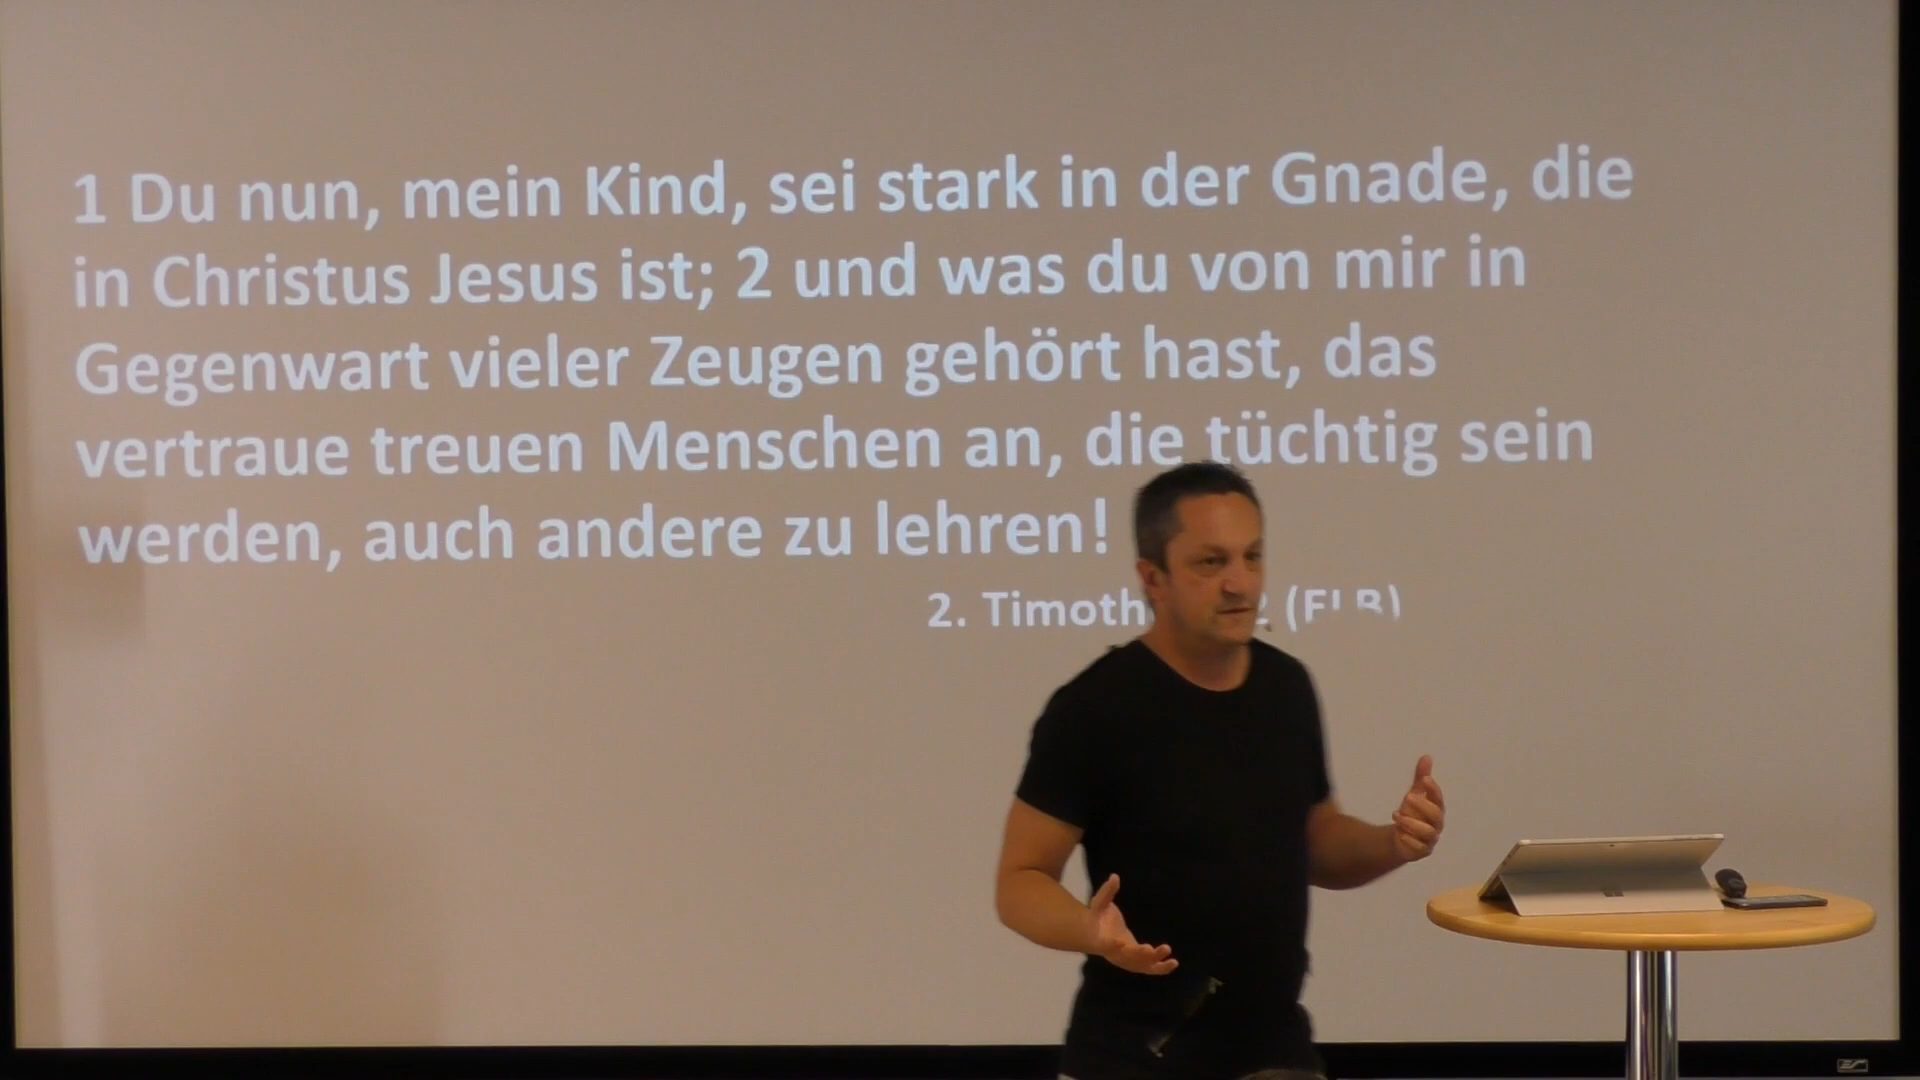 1 Du nun, mein Kind, sei stark in der Gnade, die
in Christus Jesus ist; 2 und was du von mir in
Gegenwart vieler Zeugen gehört hast, das
vertraue treuen Menschen an, die tüchtig sein
werden, auch andere zu lehren!
2. Timoth 2 (ELB)